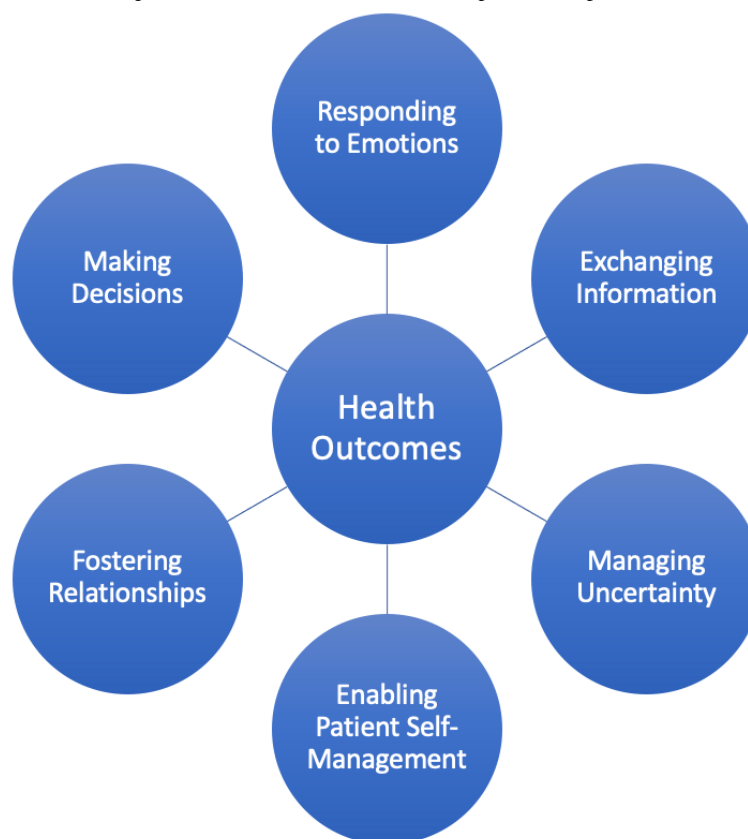 Responding
to Emotions
Exchanging
Information
Managing
Uncertainty
Enabling
Patient Self-
Management
Fostering
Relationships
Making
Decisions
Health
Outcomes